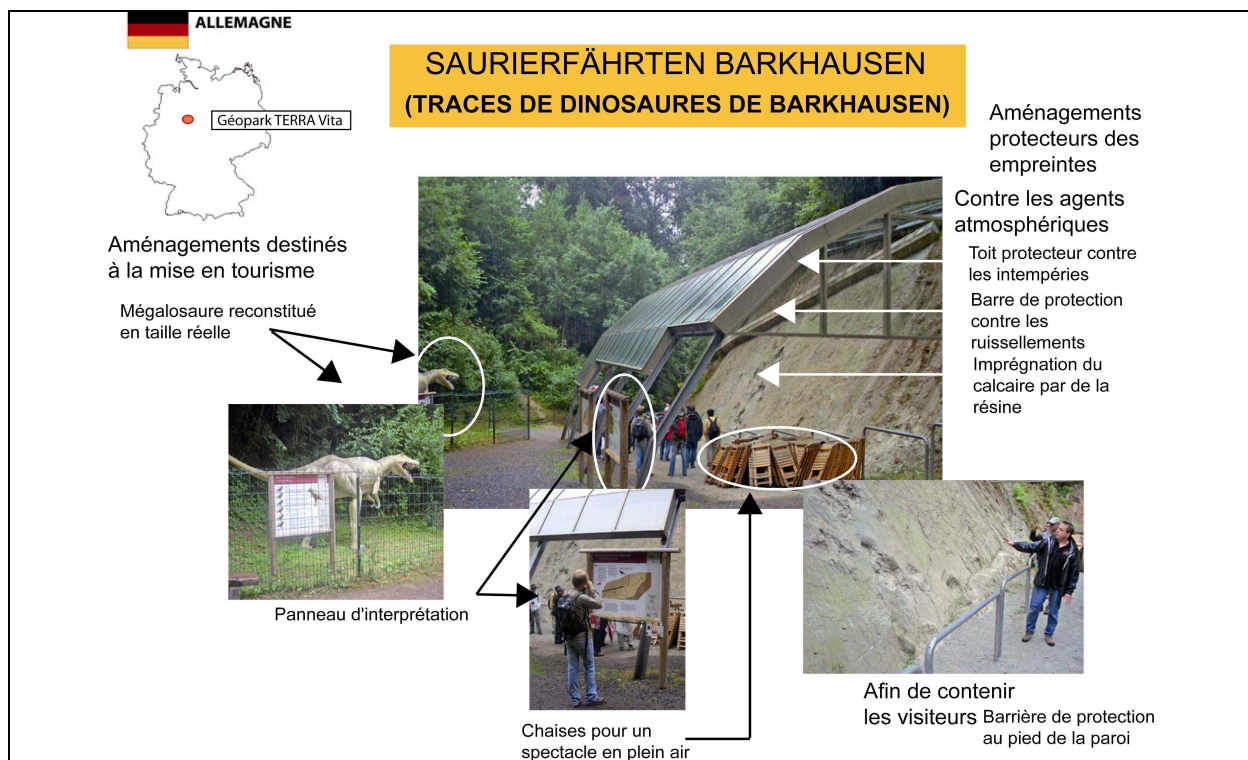 ALLEMAGNE
Géopark TERRA Vita
SAURIERFÄHRTEN BARKHAUSEN
(TRACES DE DINOSAURES DE BARKHAUSEN)
Aménagements
protecteurs des
empreintes
Contre les agents
atmosphériques
Toit protecteur contre
les intempéries
Barre de protection
contre les
ruissellements
Imprégnation du
calcaire par de la
résine
Aménagements destinés
à la mise en tourisme
Mégalosaure reconstitué
en taille réelle
Panneau d'interprétation
Chaises pour un
spectacle en plein air
Afin de contenir
les visiteurs
Barrière de protection
au pied de la paroi